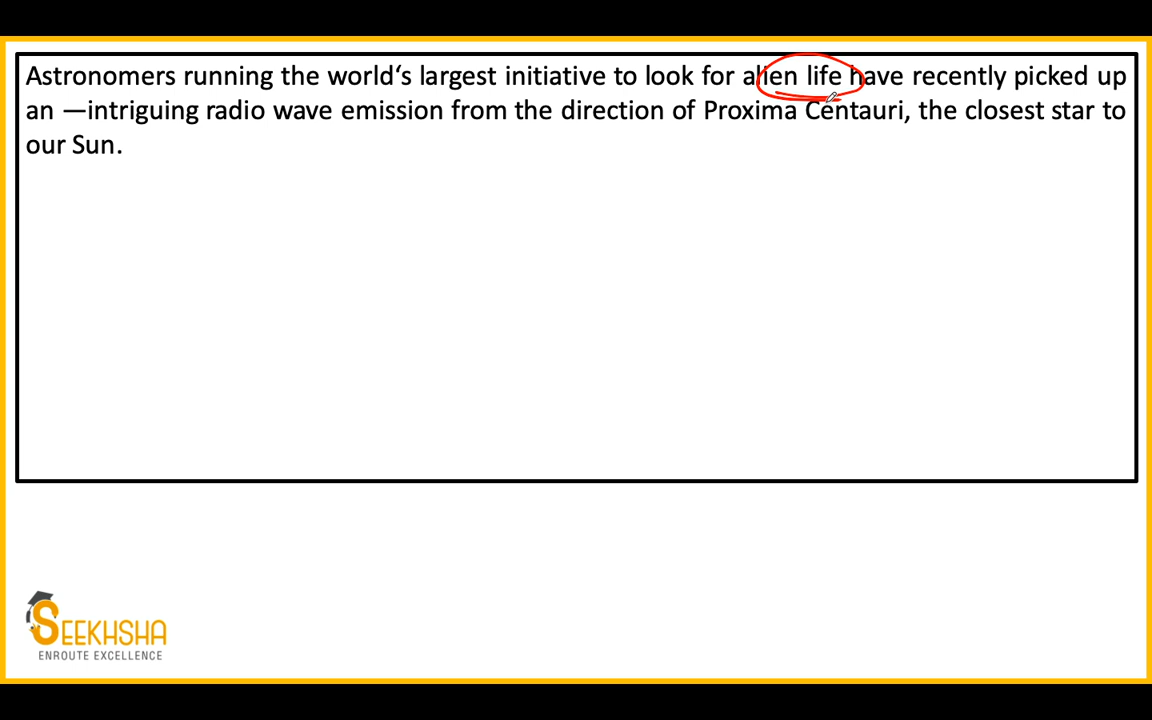 Astronomers running the world‘s largest initiative to look for alien life have recently picked up
an —intriguing radio wave emission from the direction of Proxima Centauri, the closest star to
our Sun.
SEEKHSHA
ENROUTE EXCELLENCE